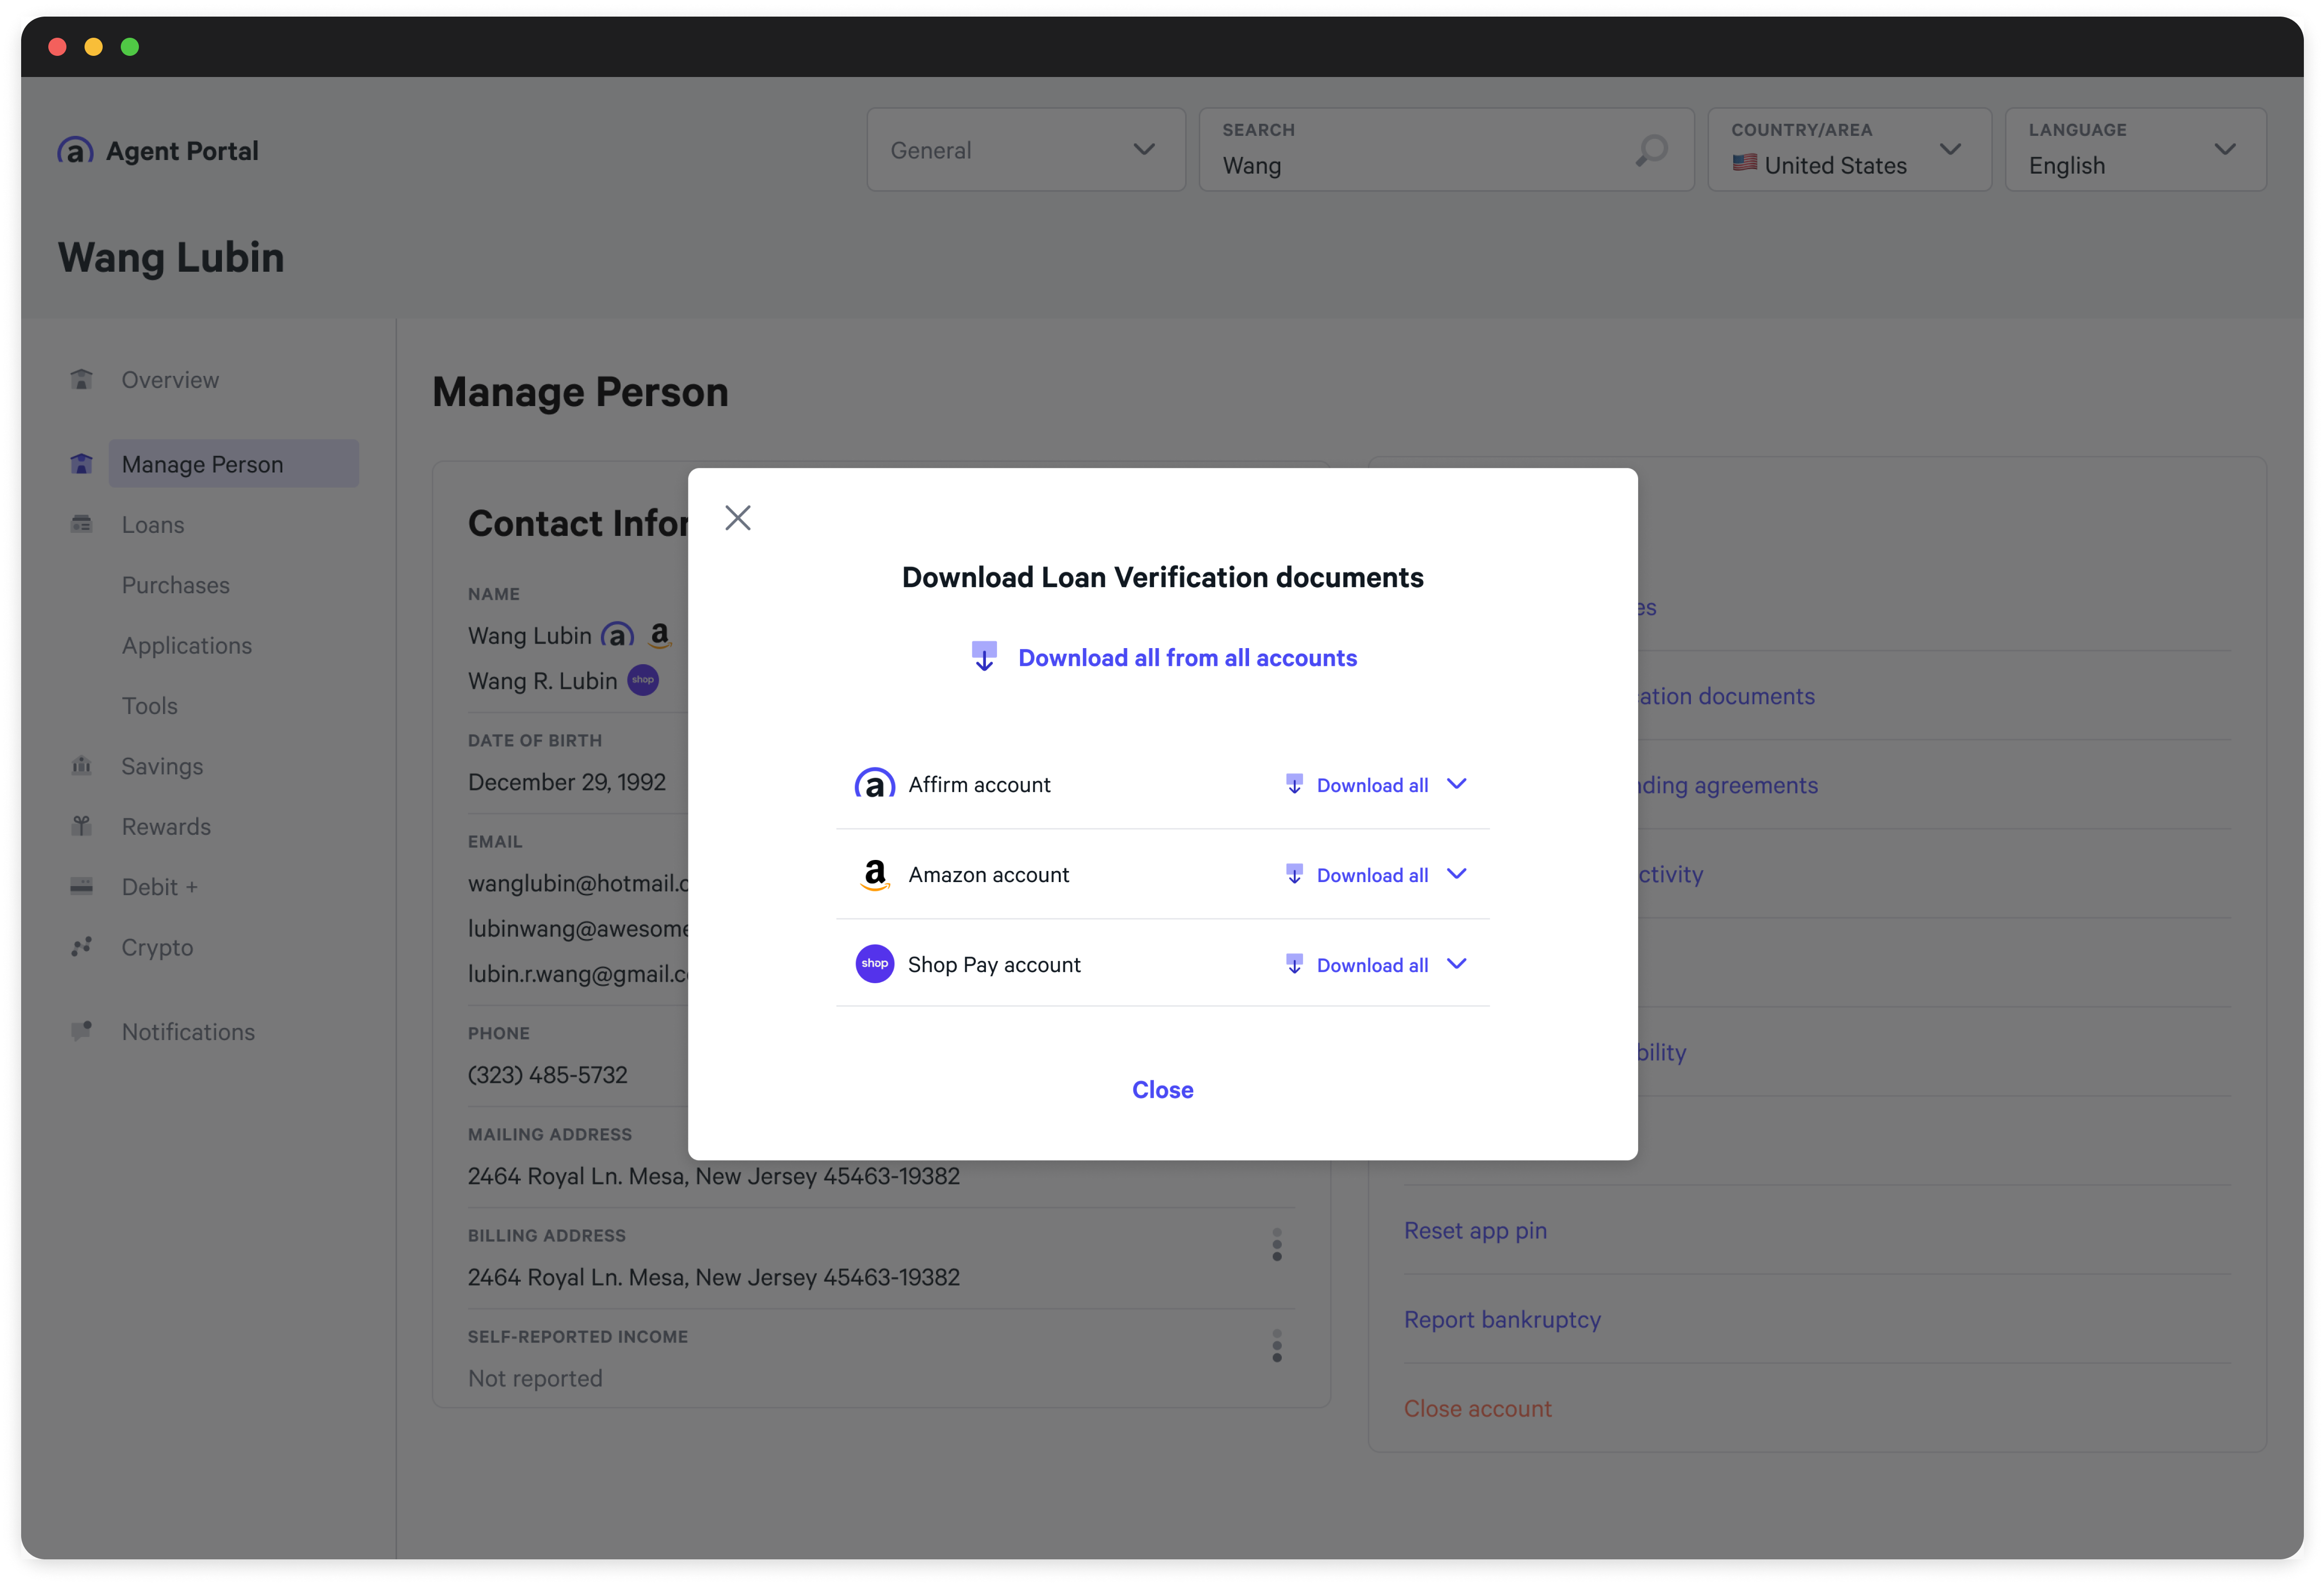 Agent Portal
General
SEARCH
Wang
COUNTRY/AREA
United States
LANGUAGE
English
Wang Lubin
Overview
Manage Person
Loans
Purchases
Applications
Tools
Savings
Rewards
Debit +
Crypto
Notifications
Manage Person
Contact Infor
NAME
Wang Lubin a a
Wang R. Lubin shop
DATE OF BIRTH
December 29, 1992
EMAIL
wanglubin@hotmail.c
lubinwang@awesome
lubin.r.wang@gmail.c
PHONE
(323) 485-5732
MAILING ADDRESS
2464 Royal Ln. Mesa, New Jersey 45463-19382
BILLING ADDRESS
2464 Royal Ln. Mesa, New Jersey 45463-19382
SELF-REPORTED INCOME
Not reported
Download Loan Verification documents
Download all from all accounts
a Affirm account Download all
a Amazon account Download all
shop Shop Pay account Download all
Close
es
ation documents
ding agreements
ctivity
bility
Reset app pin
Report bankruptcy
Close account